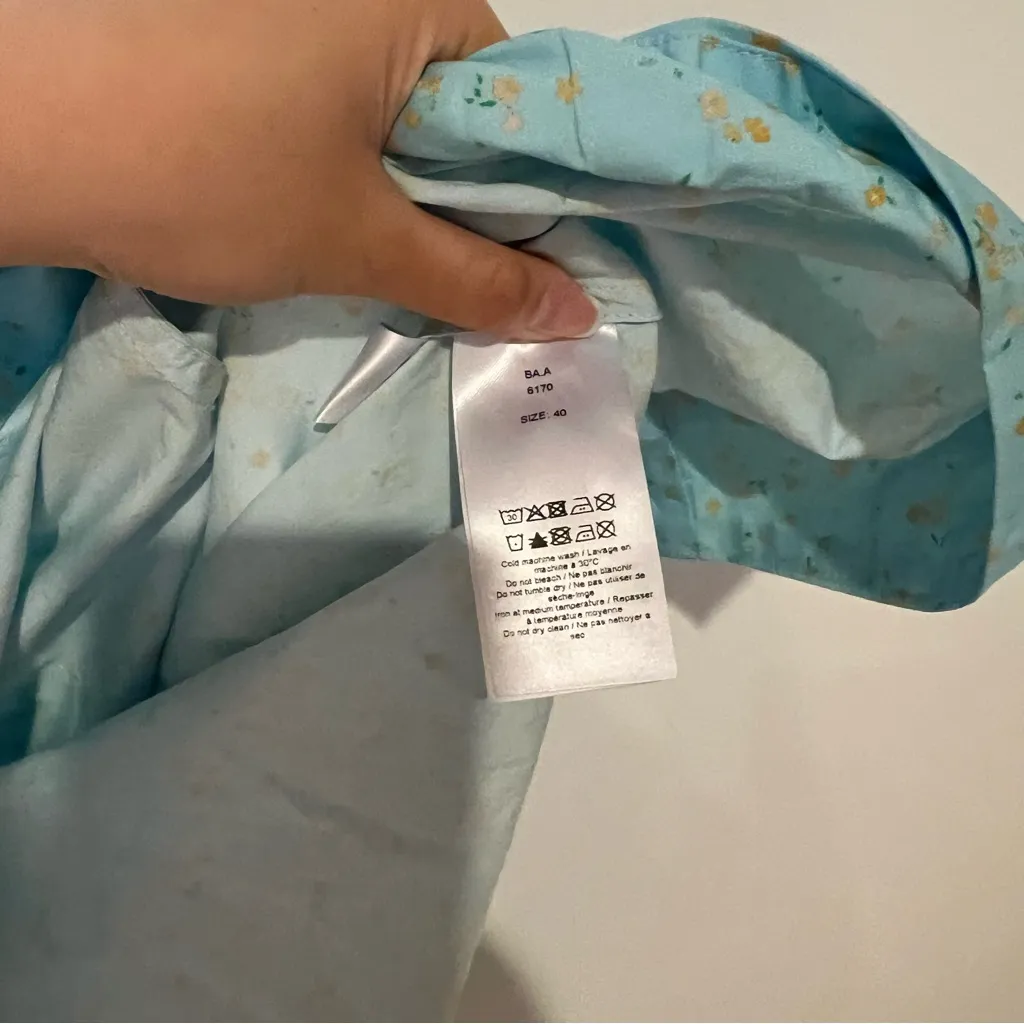 BA.A
6170
SIZE: 40
30
Cold machine wash / Lavage en
machine à 30°C
Do not bleach / Ne pas blanchir
Do not tumble dry / Ne pas utiliser de
sèche-linge
Iron at medium temperature / Repasser
à température moyenne
Do not dry clean / Ne pas nettoyer à
sec